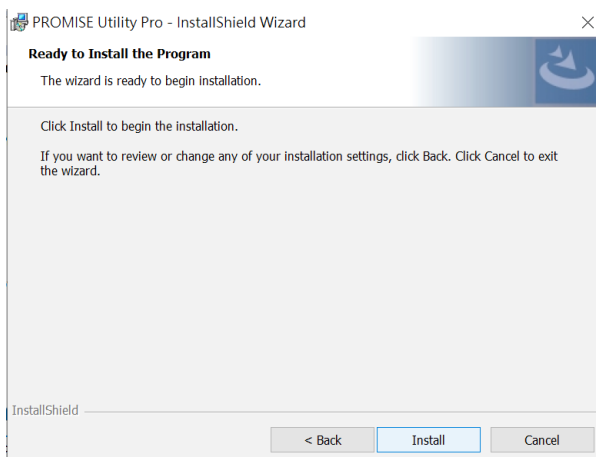 PROMISE Utility Pro - InstallShield Wizard
Ready to Install the Program
The wizard is ready to begin installation.
Click Install to begin the installation.
If you want to review or change any of your installation settings, click Back. Click Cancel to exit
the wizard.
InstallShield
< Back Install Cancel